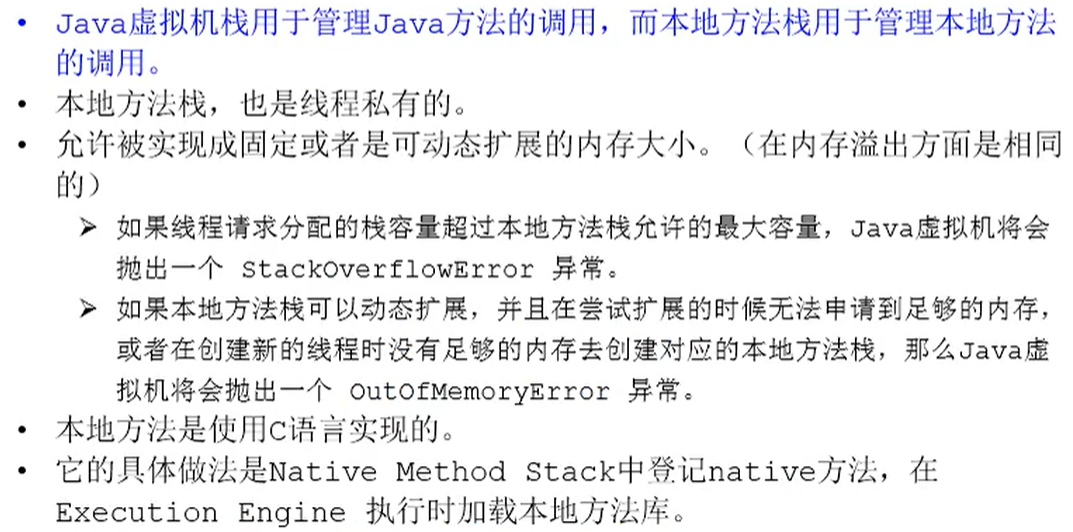 • Java虚拟机栈用于管理Java方法的调用，而本地方法栈用于管理本地方法
的调用。
• 本地方法栈，也是线程私有的。
• 允许被实现成固定或者是可动态扩展的内存大小。（在内存溢出方面是相同
的）
➢ 如果线程请求分配的栈容量超过本地方法栈允许的最大容量，Java虚拟机将会
抛出一个 StackOverflowError 异常。
➢ 如果本地方法栈可以动态扩展，并且在尝试扩展的时候无法申请到足够的内存，
或者在创建新的线程时没有足够的内存去创建对应的本地方法栈，那么Java虚
拟机将会抛出一个 OutOfMemoryError 异常。
• 本地方法是使用C语言实现的。
• 它的具体做法是Native Method Stack中登记native方法，在
Execution Engine 执行时加载本地方法库。